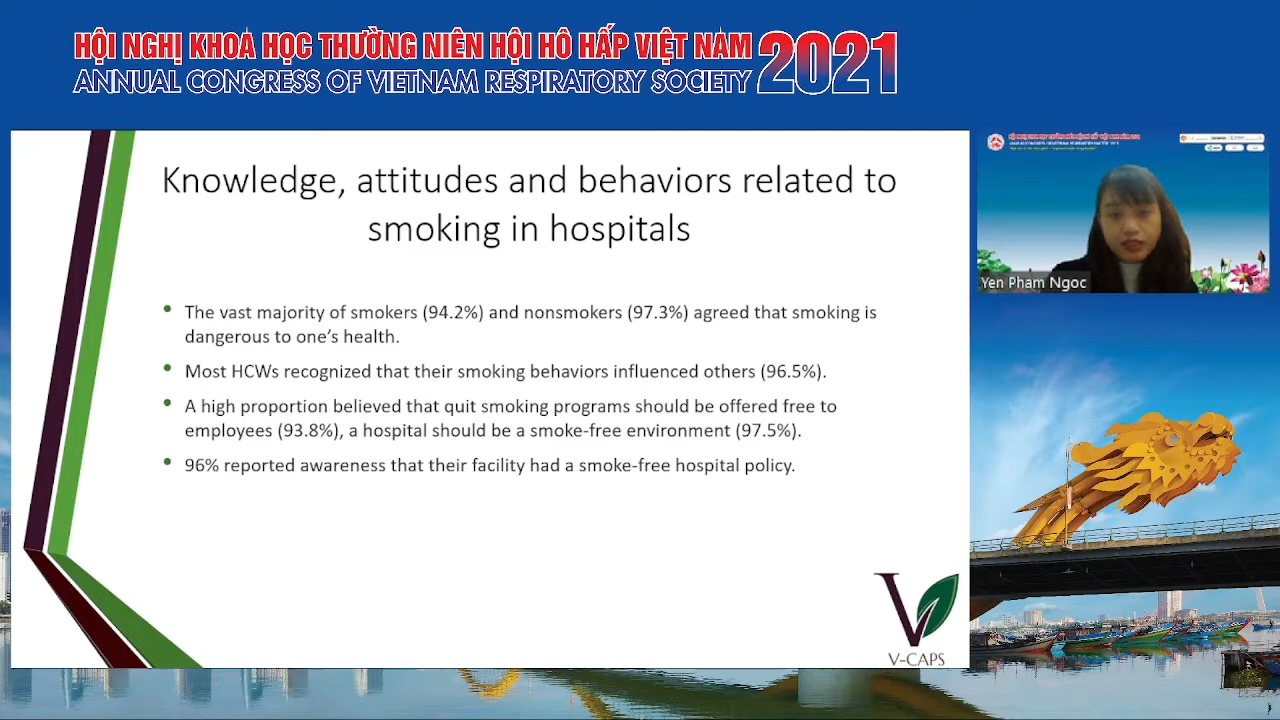 HỘI NGHỊ KHOA HỌC THƯỜNG NIÊN HỘI HÔ HẤP VIỆT NAM
ANNUAL CONGRESS OF VIETNAM RESPIRATORY SOCIETY
2021
Knowledge, attitudes and behaviors related to
smoking in hospitals
• The vast majority of smokers (94.2%) and nonsmokers (97.3%) agreed that smoking is
dangerous to one’s health.
• Most HCWs recognized that their smoking behaviors influenced others (96.5%).
• A high proportion believed that quit smoking programs should be offered free to
employees (93.8%), a hospital should be a smoke-free environment (97.5%).
• 96% reported awareness that their facility had a smoke-free hospital policy.
V-CAPS
Yen Pham Ngoc